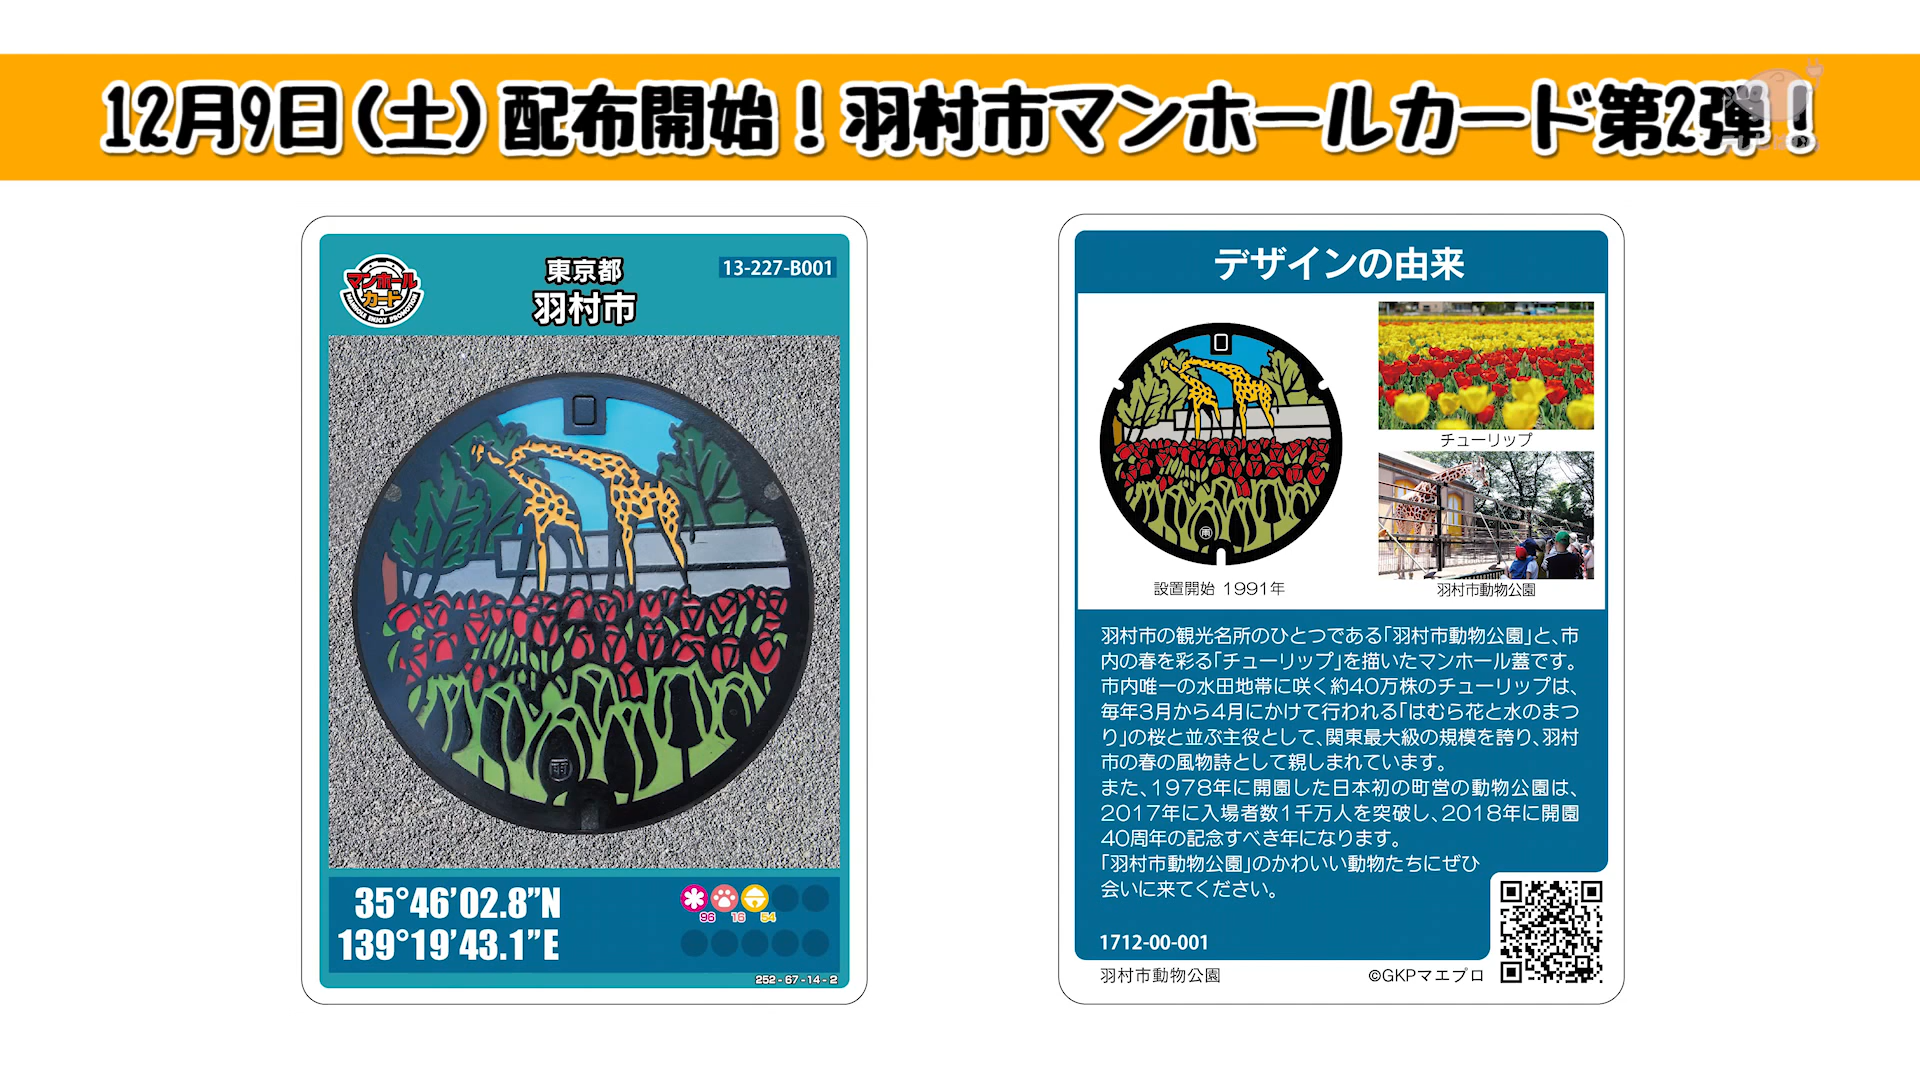 12月9日（土）配布開始！羽村市マンホールカード第2弾！
マンホール
カード
MANHOLE ENJOY PROMOTION
東京都
羽村市
13-227-B001
雨
35°46’02.8”N
139°19’43.1”E
96 16 54
252-67-14-2
デザインの由来
雨
設置開始 1991年
チューリップ
羽村市動物公園
羽村市の観光名所のひとつである「羽村市動物公園」と、市
内の春を彩る「チューリップ」を描いたマンホール蓋です。
市内唯一の水田地帯に咲く約40万株のチューリップは、
毎年3月から4月にかけて行われる「はむら花と水のまつ
り」の桜と並ぶ主役として、関東最大級の規模を誇り、羽村
市の春の風物詩として親しまれています。
また、1978年に開園した日本初の町営の動物公園は、
2017年に入場者数1千万人を突破し、2018年に開園
40周年の記念すべき年になります。
「羽村市動物公園」のかわいい動物たちにぜひ
会いに来てください。
1712-00-001
羽村市動物公園
©GKPマエプロ